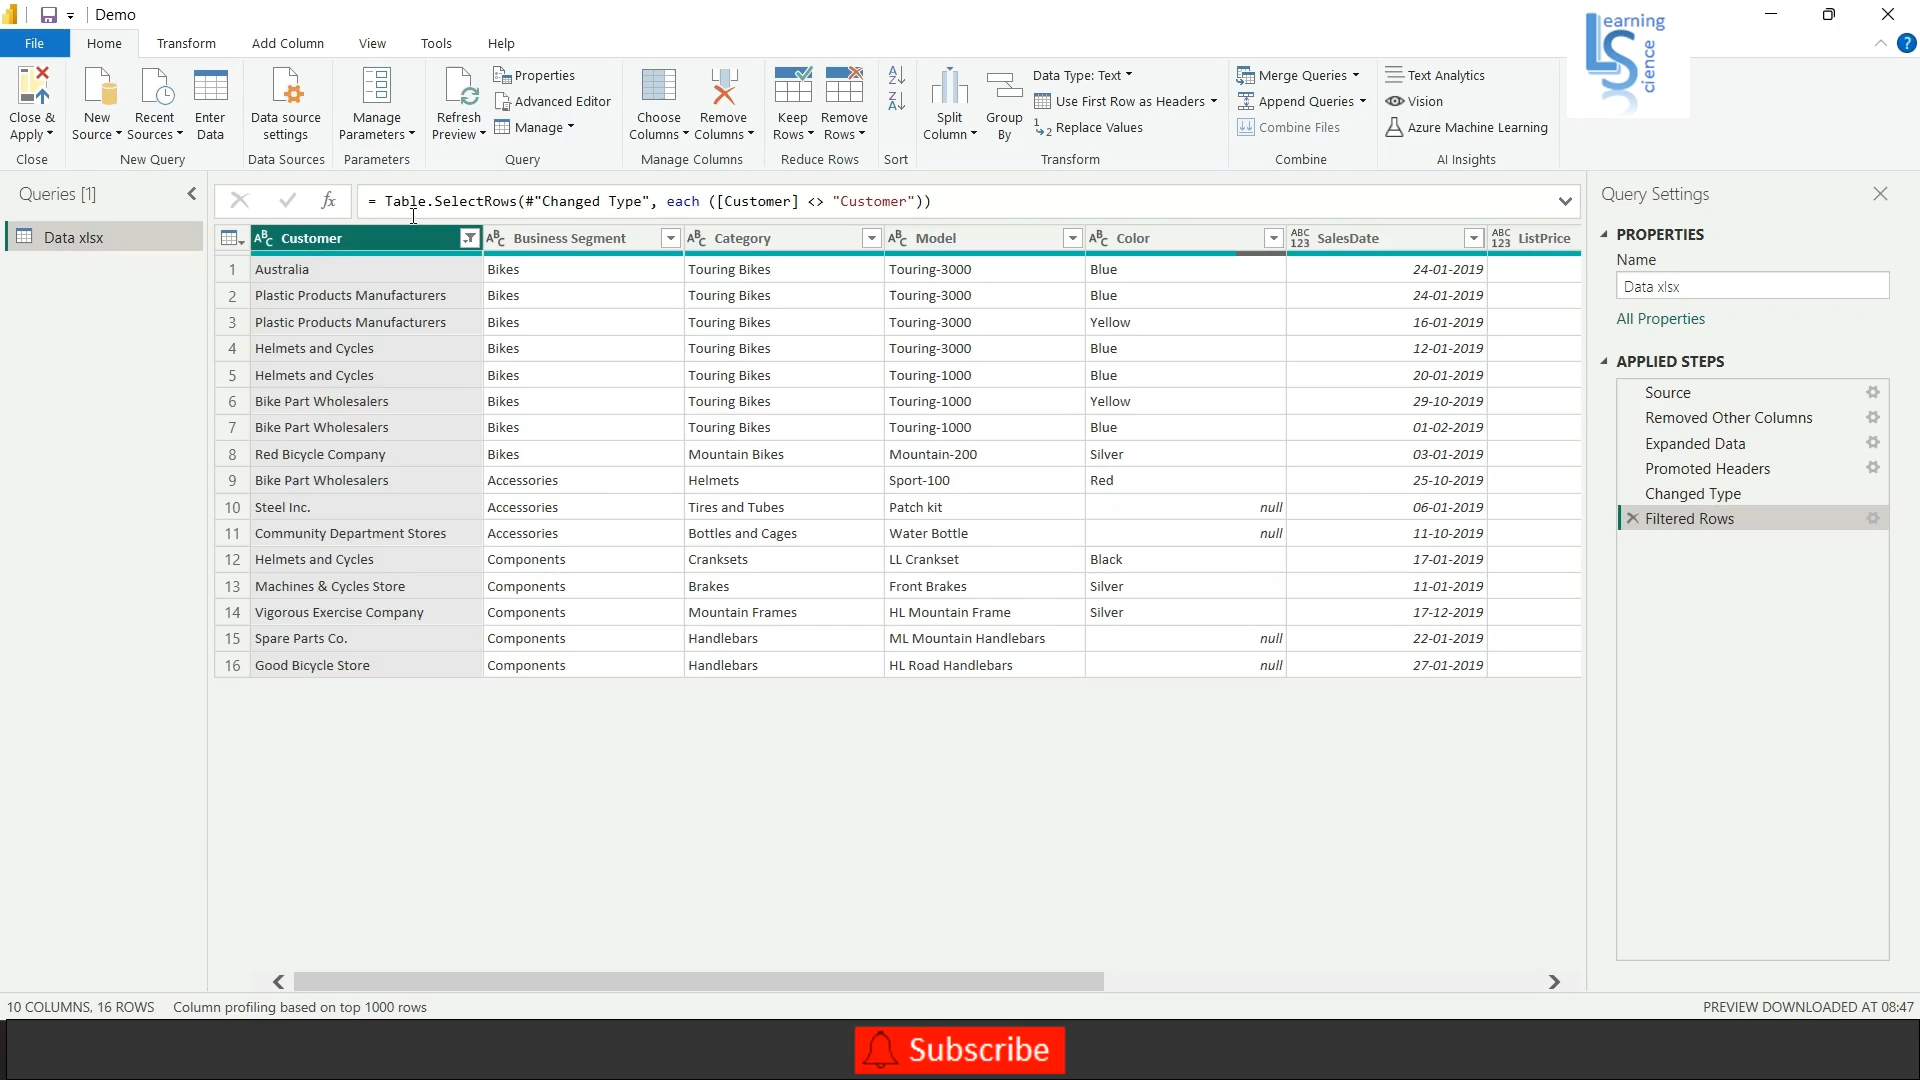 Demo
File Home Transform Add Column View Tools Help
Close & Apply
Close
New Source
Recent Sources
Enter Data
New Query
Data source settings
Data Sources
Manage Parameters
Parameters
Refresh Preview
Properties
Advanced Editor
Manage
Query
Choose Columns
Remove Columns
Manage Columns
Keep Rows
Remove Rows
Reduce Rows
Sort
Split Column
Group By
Data Type: Text
Use First Row as Headers
Replace Values
Transform
Merge Queries
Append Queries
Combine Files
Combine
Text Analytics
Vision
Azure Machine Learning
AI Insights
Learning
Science
Queries [1]
Data xlsx
fx = Table.SelectRows(#"Changed Type", each ([Customer] <> "Customer"))
Customer Business Segment Category Model Color SalesDate ListPrice
1 Australia Bikes Touring Bikes Touring-3000 Blue 24-01-2019
2 Plastic Products Manufacturers Bikes Touring Bikes Touring-3000 Blue 24-01-2019
3 Plastic Products Manufacturers Bikes Touring Bikes Touring-3000 Yellow 16-01-2019
4 Helmets and Cycles Bikes Touring Bikes Touring-3000 Blue 12-01-2019
5 Helmets and Cycles Bikes Touring Bikes Touring-1000 Blue 20-01-2019
6 Bike Part Wholesalers Bikes Touring Bikes Touring-1000 Yellow 29-10-2019
7 Bike Part Wholesalers Bikes Touring Bikes Touring-1000 Blue 01-02-2019
8 Red Bicycle Company Bikes Mountain Bikes Mountain-200 Silver 03-01-2019
9 Bike Part Wholesalers Accessories Helmets Sport-100 Red 25-10-2019
10 Steel Inc. Accessories Tires and Tubes Patch kit null 06-01-2019
11 Community Department Stores Accessories Bottles and Cages Water Bottle null 11-10-2019
12 Helmets and Cycles Components Cranksets LL Crankset Black 17-01-2019
13 Machines & Cycles Store Components Brakes Front Brakes Silver 11-01-2019
14 Vigorous Exercise Company Components Mountain Frames HL Mountain Frame Silver 17-12-2019
15 Spare Parts Co. Components Handlebars ML Mountain Handlebars null 22-01-2019
16 Good Bicycle Store Components Handlebars HL Road Handlebars null 27-01-2019
Query Settings
PROPERTIES
Name
Data xlsx
All Properties
APPLIED STEPS
Source
Removed Other Columns
Expanded Data
Promoted Headers
Changed Type
Filtered Rows
10 COLUMNS, 16 ROWS Column profiling based on top 1000 rows
PREVIEW DOWNLOADED AT 08:47
Subscribe